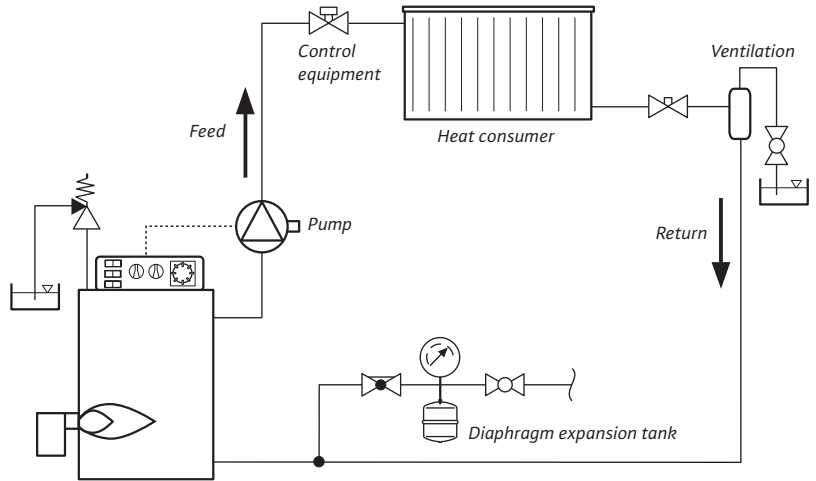 Control
equipment
Ventilation
Heat consumer
Feed
Pump
Return
Diaphragm expansion tank